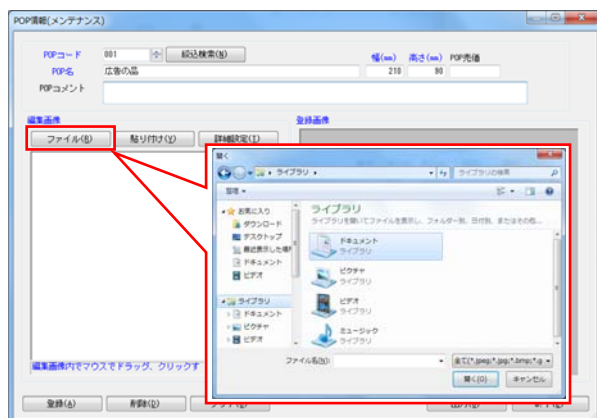 POP情報(メンテナンス)
POPコード 001 絞込検索(N) 幅(mm) 高さ(mm) POP売価
POP名 広告の品 210 90
POPコメント
編集画像 登録画像
ファイル(B) 貼り付け(Y) 詳細設定(I)
開く
ライブラリ ライブラリの検索
整理
お気に入り
ダウンロード
デスクトップ
最近表示した場
ドキュメント
ビデオ
ライブラリ
ドキュメント
ピクチャ
ビデオ
ライブラリ
ライブラリを開いてファイルを表示し、フォルダー別、日付別、またはその他...
ドキュメント
ライブラリ
ピクチャ
ライブラリ
ビデオ
ライブラリ
ミュージック
ライブラリ
ファイル名(N): 全て(*.jpeg;*.jpg;*.bmp;*.g
開く(O) キャンセル
編集画像内でマウスでドラッグ、クリックす
登録(A) 削除(D)